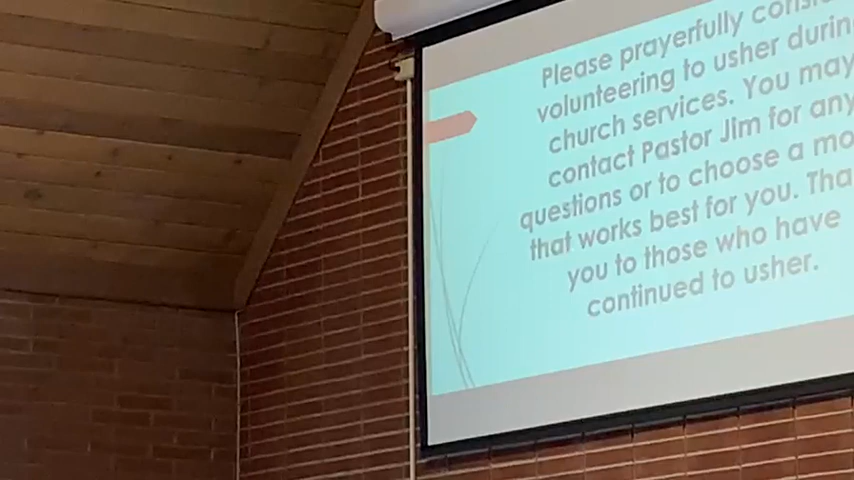 Please prayerfully consi
volunteering to usher durin
church services. You may
contact Pastor Jim for any
questions or to choose a mo
that works best for you. Tha
you to those who have
continued to usher.